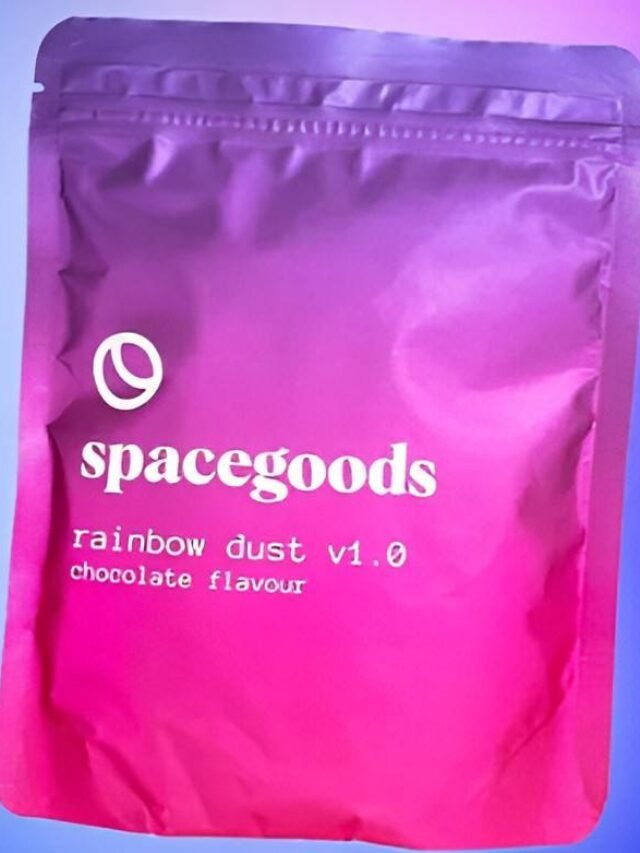 spacegoods
rainbow dust v1.0
chocolate flavour